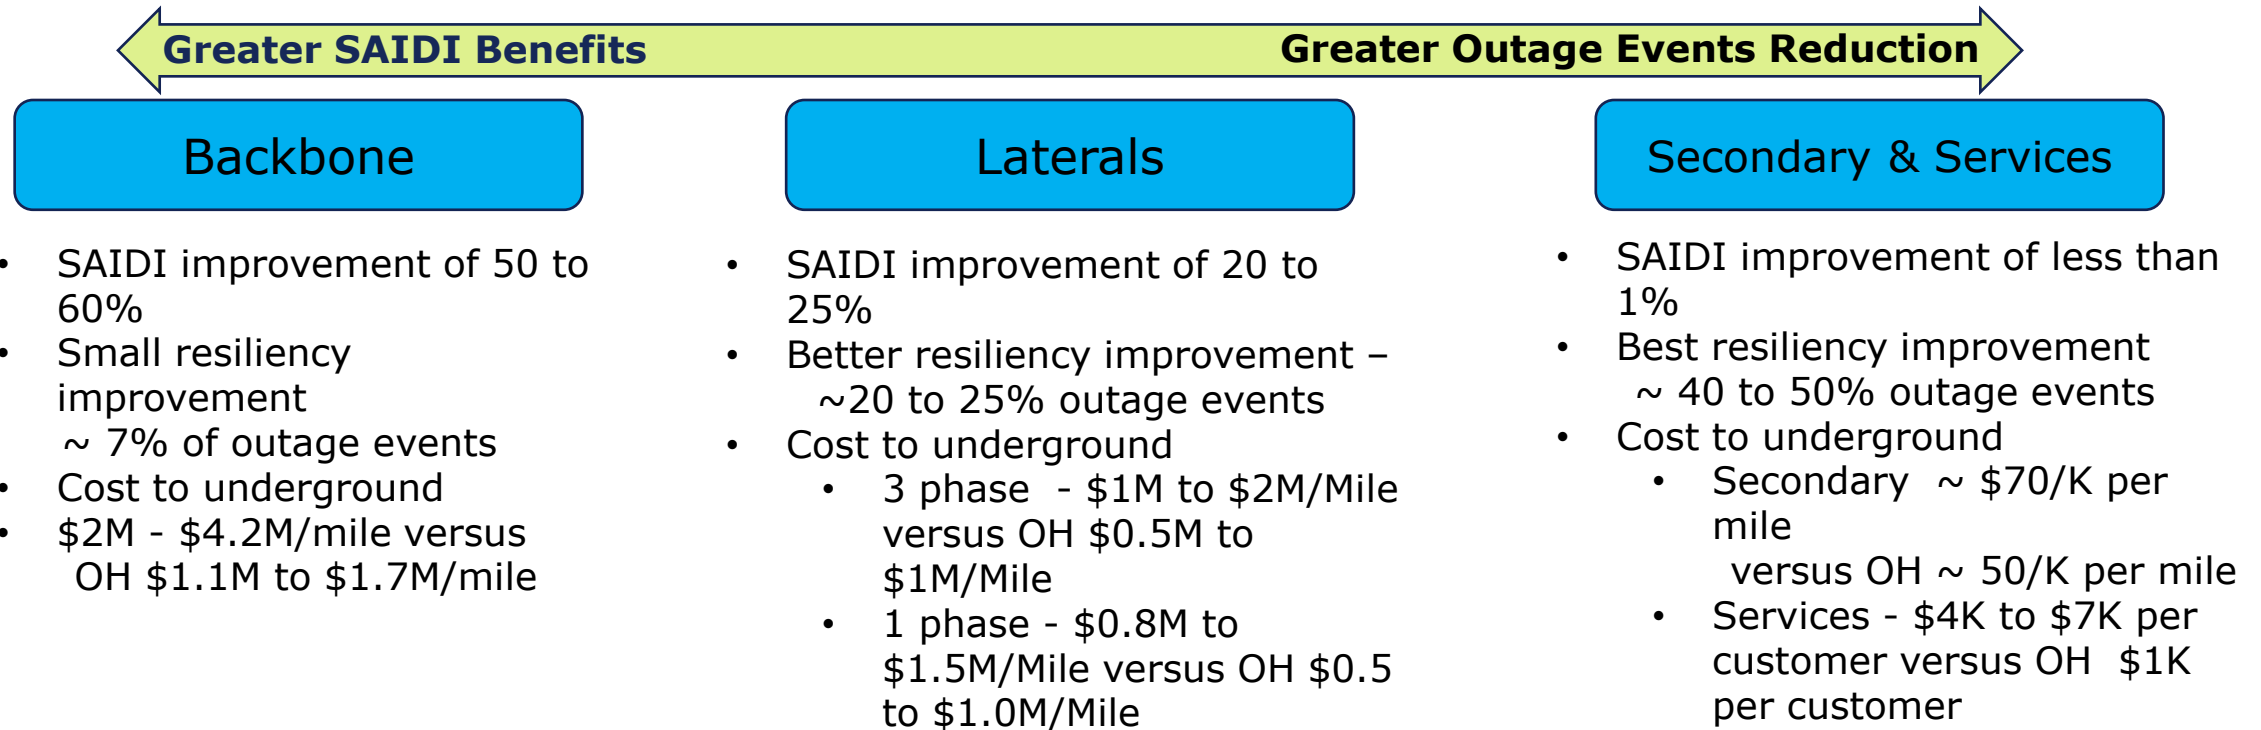 Greater SAIDI Benefits
Greater Outage Events Reduction
Backbone
• SAIDI improvement of 50 to
60%
• Small resiliency
improvement
~ 7% of outage events
• Cost to underground
• $2M - $4.2M/mile versus
OH $1.1M to $1.7M/mile
Laterals
• SAIDI improvement of 20 to
25%
• Better resiliency improvement –
~20 to 25% outage events
• Cost to underground
• 3 phase - $1M to $2M/Mile
versus OH $0.5M to
$1M/Mile
• 1 phase - $0.8M to
$1.5M/Mile versus OH $0.5
to $1.0M/Mile
Secondary & Services
• SAIDI improvement of less than
1%
• Best resiliency improvement
~ 40 to 50% outage events
• Cost to underground
• Secondary ~ $70/K per
mile
versus OH ~ 50/K per mile
• Services - $4K to $7K per
customer versus OH $1K
per customer